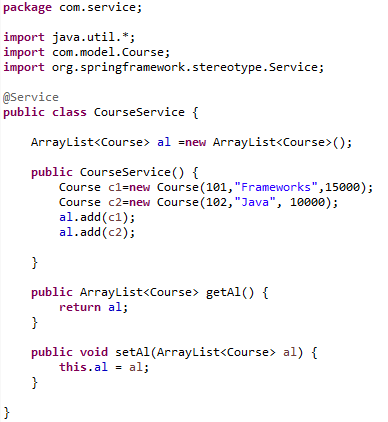 package com.service;
import java.util.*;
import com.model.Course;
import org.springframework.stereotype.Service;
@Service
public class CourseService {
ArrayList<Course> al =new ArrayList<Course>();
public CourseService() {
Course c1=new Course(101,"Frameworks",15000);
Course c2=new Course(102,"Java", 10000);
al.add(c1);
al.add(c2);
}
public ArrayList<Course> getAl() {
return al;
}
public void setAl(ArrayList<Course> al) {
this.al = al;
}
}